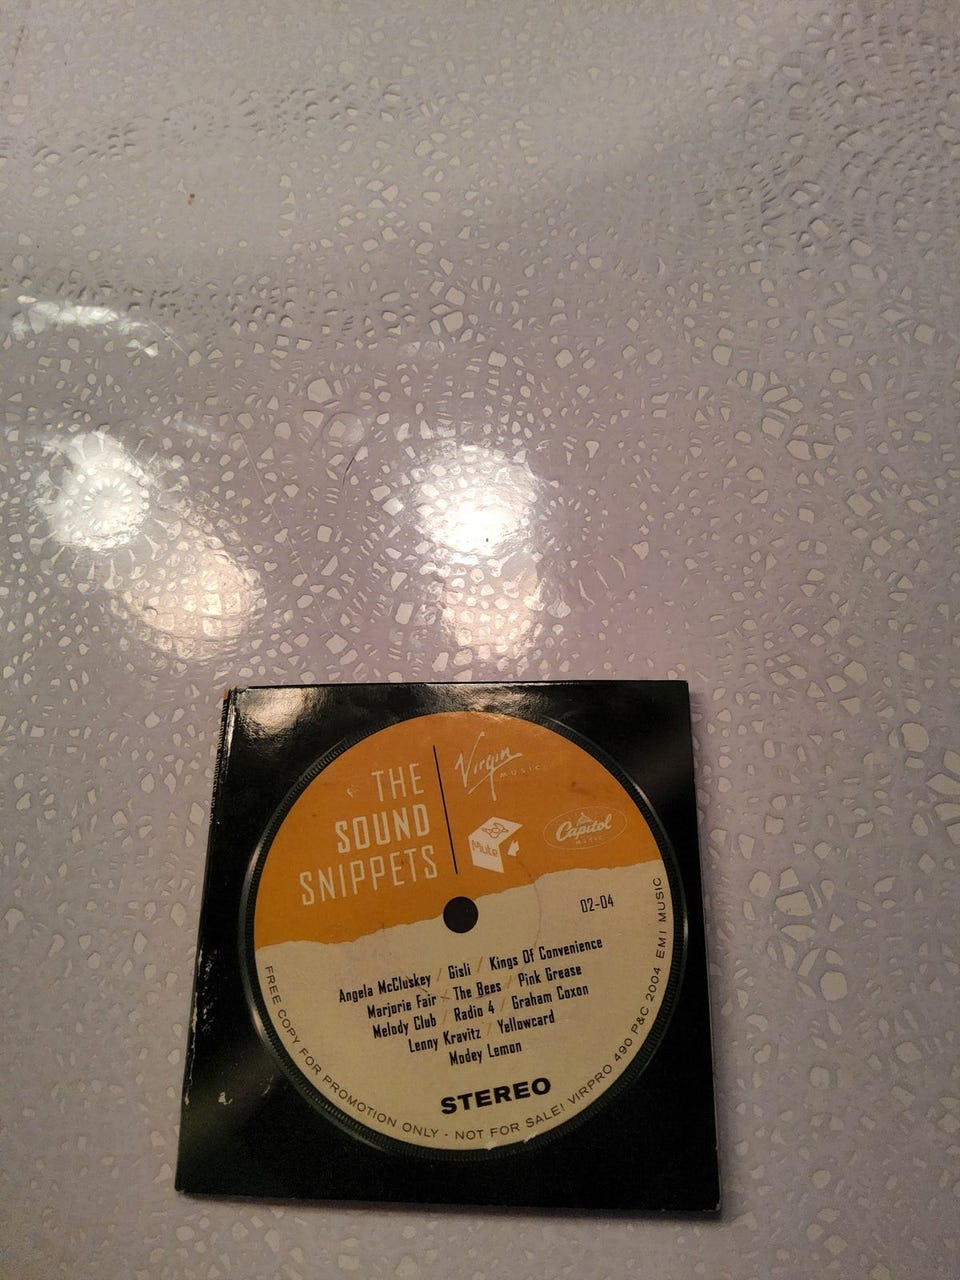 THE
SOUND
SNIPPETS
Virgin
music
Mute
Capitol
music
02-04
Angela McCluskey / Gisli / Kings Of Convenience
Marjorie Fair / The Bees / Pink Grease
Melody Club / Radio 4 / Graham Coxon
Lenny Kravitz / Yellowcard
Modey Lemon
STEREO
FREE COPY FOR PROMOTION ONLY - NOT FOR SALE! VIRPRO 490 P&C 2004 EMI MUSIC